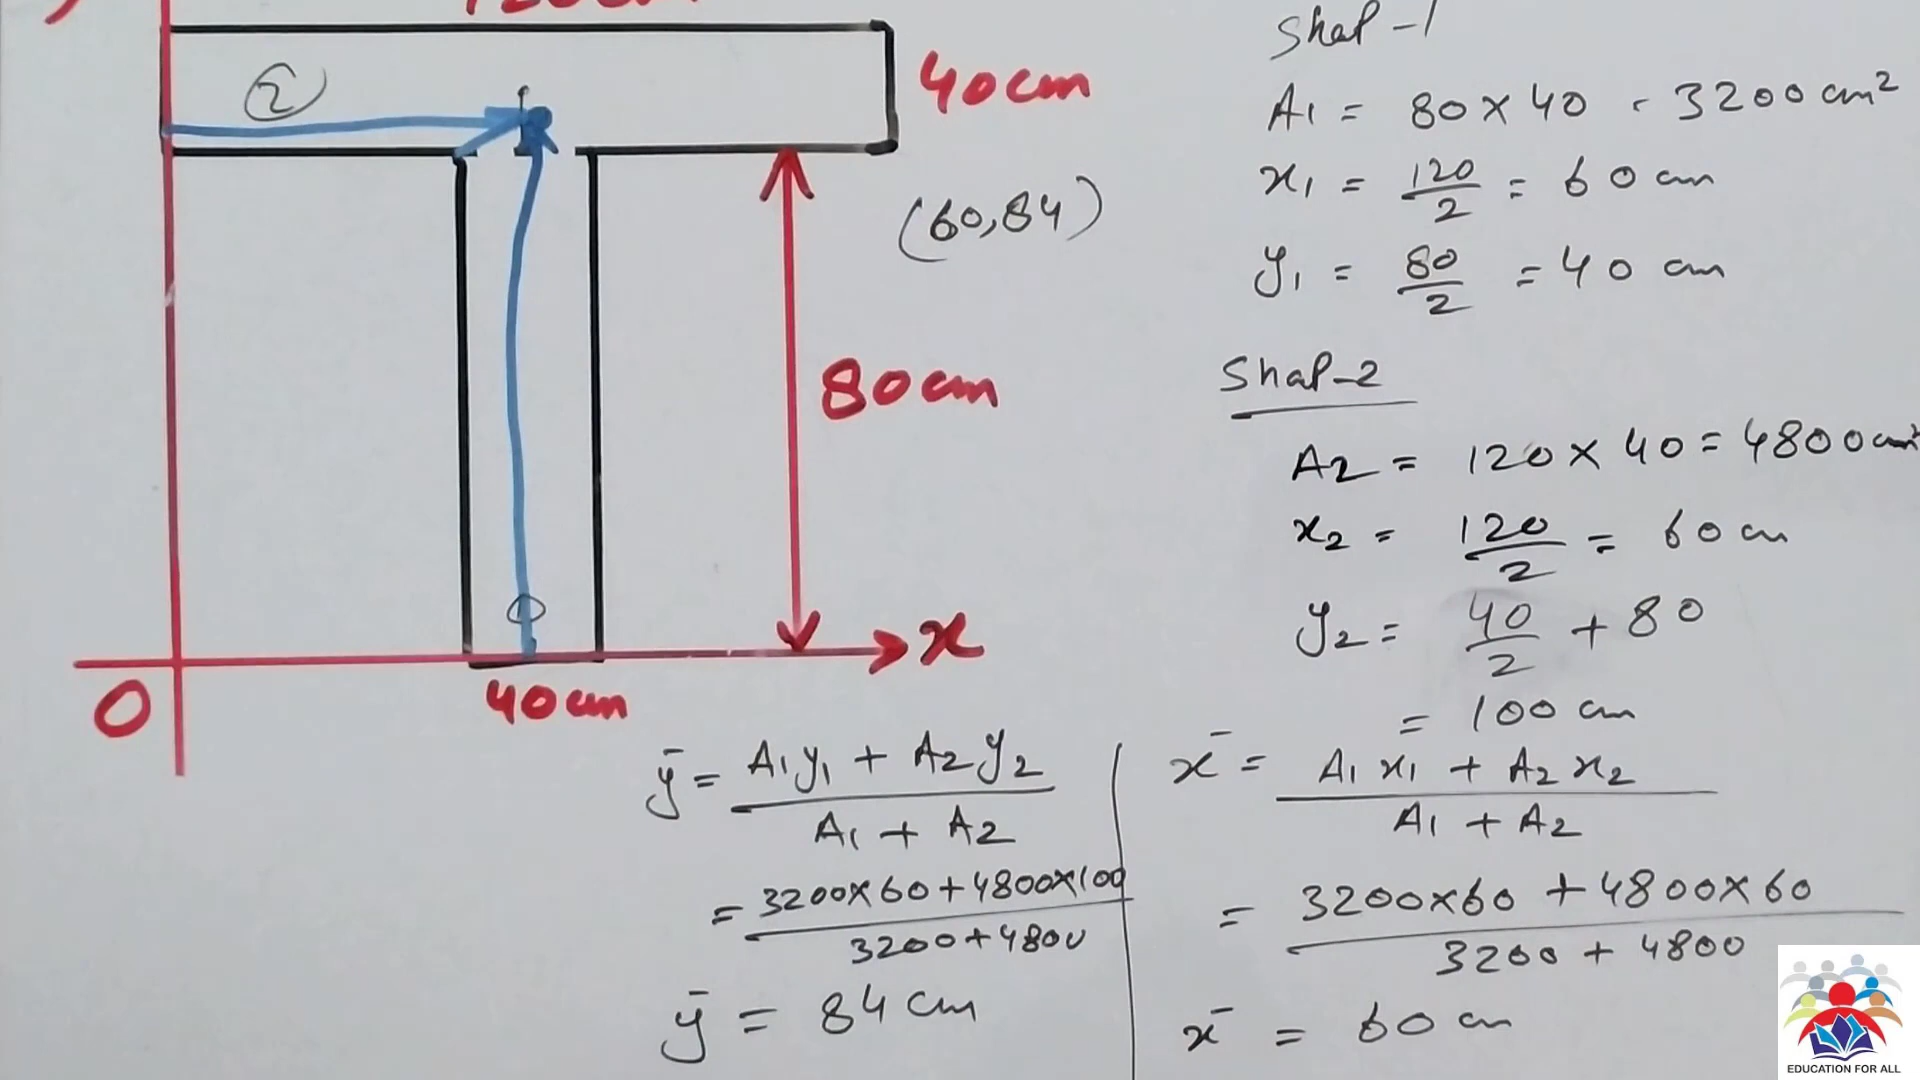 120cm
40cm
②
(60,84)
80cm
x
0
40cm
Shap-1
A1 = 80 × 40 = 3200 cm²
x1 = 120/2 = 60 cm
y1 = 80/2 = 40 cm
Shap-2
A2 = 120 × 40 = 4800 cm²
x2 = 120/2 = 60 cm
y2 = 40/2 + 80
= 100 cm
ȳ = A1y1 + A2y2 / A1 + A2
= 3200×60+4800×100 / 3200+4800
ȳ = 84 cm
x̄ = A1x1 + A2x2 / A1 + A2
= 3200×60 + 4800×60 / 3200 + 4800
x̄ = 60 cm
EDUCATION FOR ALL